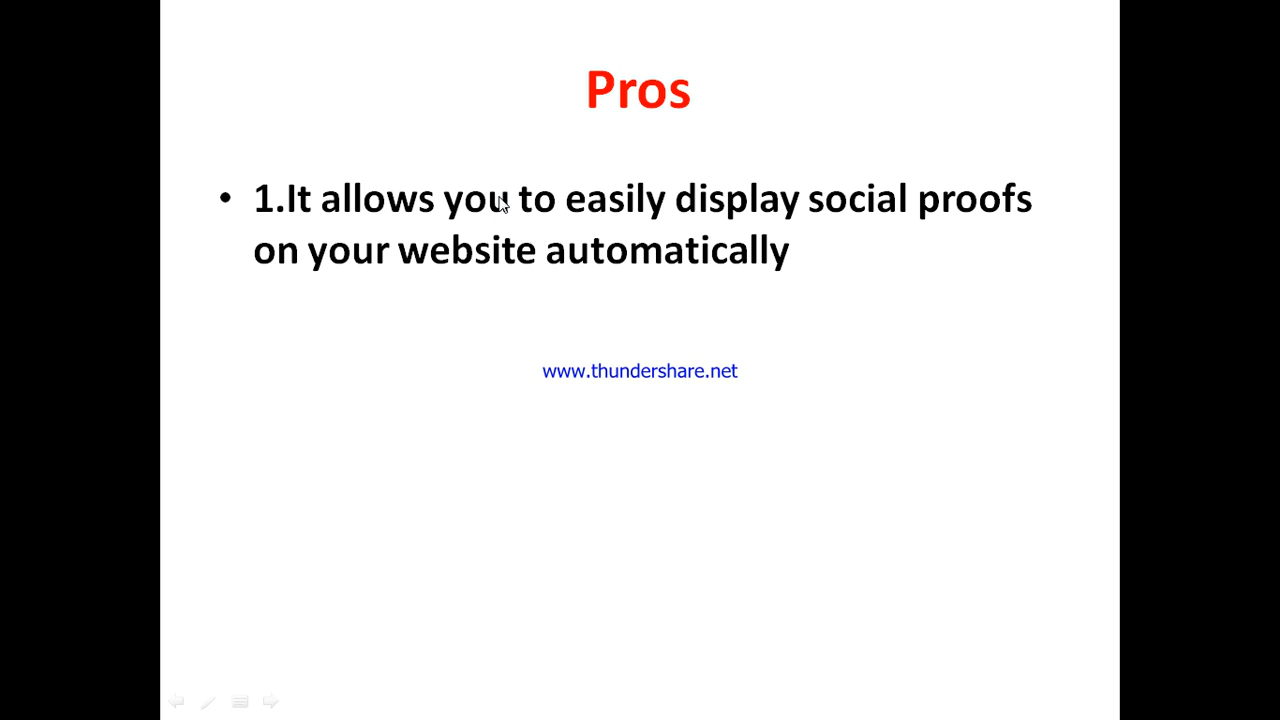 Pros
• 1.It allows you to easily display social proofs
on your website automatically
www.thundershare.net